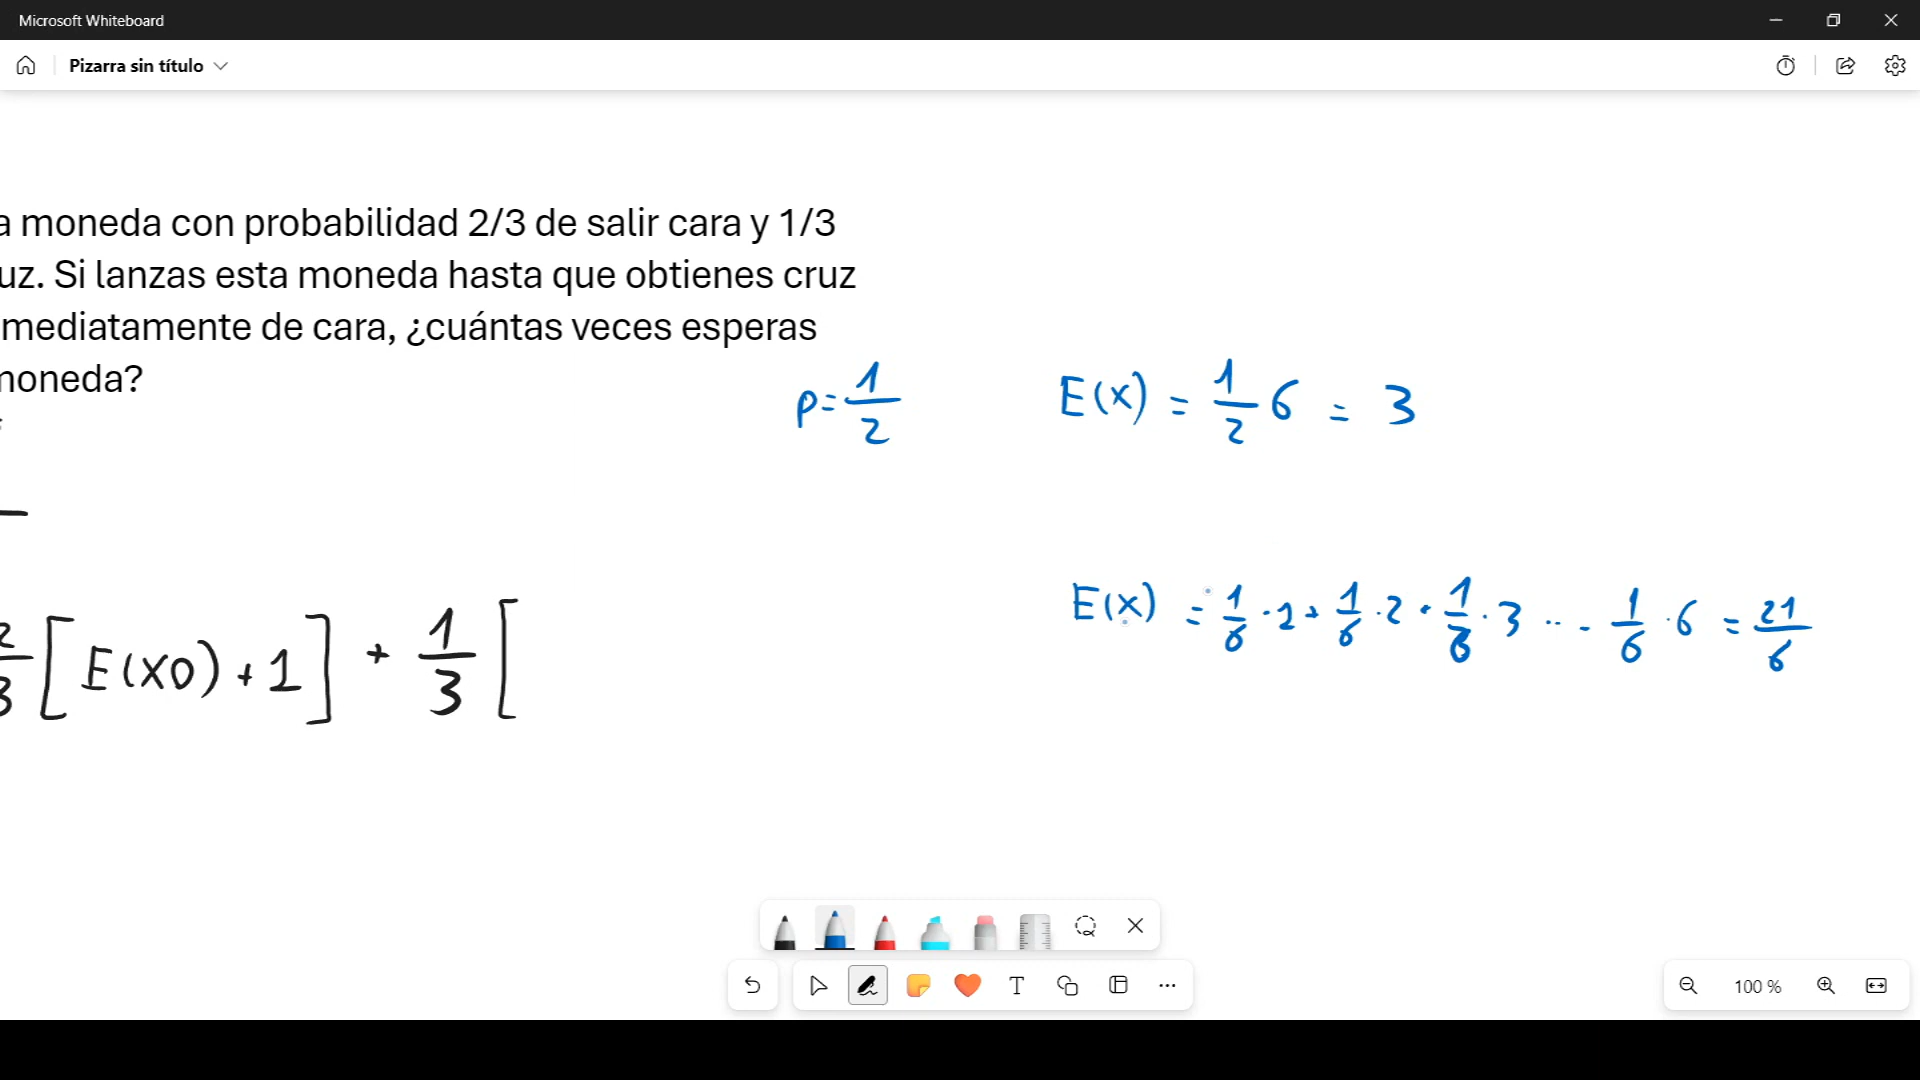 Microsoft Whiteboard
Pizarra sin título
a moneda con probabilidad 2/3 de salir cara y 1/3
uz. Si lanzas esta moneda hasta que obtienes cruz
mediatamente de cara, ¿cuántas veces esperas
moneda?
p = 1/2
E(X) = 1/2 6 = 3
E(X) = 1/6 · 1 + 1/6 · 2 + 1/6 · 3 ... 1/6 · 6 = 21/6
2/3 [E(X0) + 1] + 1/3 [
100 %